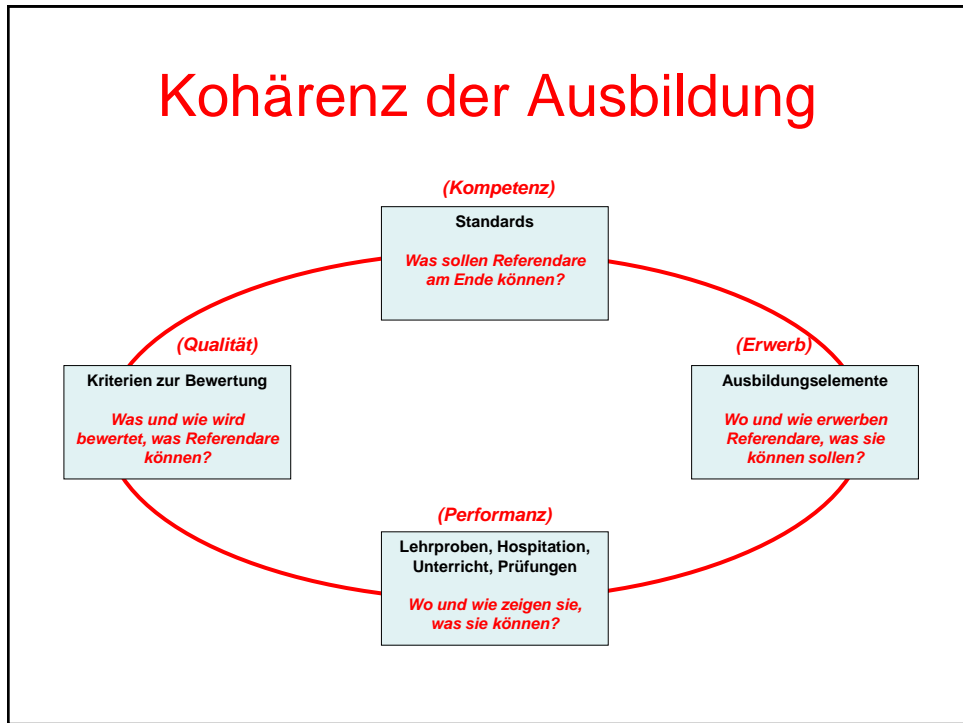 Kohärenz der Ausbildung
(Kompetenz)
Standards
Was sollen Referendare
am Ende können?
(Qualität)
Kriterien zur Bewertung
Was und wie wird
bewertet, was Referendare
können?
(Erwerb)
Ausbildungselemente
Wo und wie erwerben
Referendare, was sie
können sollen?
(Performanz)
Lehrproben, Hospitation,
Unterricht, Prüfungen
Wo und wie zeigen sie,
was sie können?